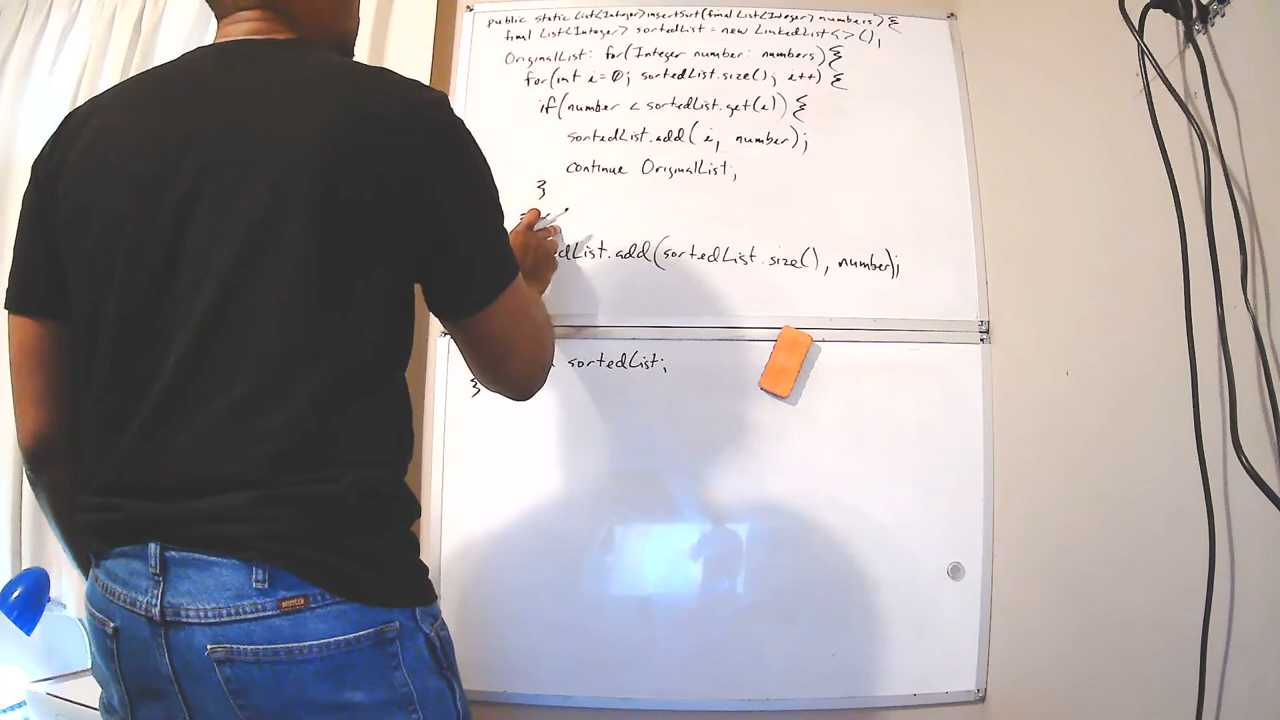 public static List<Integer> insertSort(final List<Integer> numbers) {
final List<Integer> sortedList = new LinkedList<>();
OriginalList: for(Integer number: numbers) {
for(int i=0; sortedList.size(); i++) {
if(number < sortedList.get(i)) {
sortedList.add(i, number);
continue OriginalList;
}
edList.add(sortedList.size(), number);
sortedList;
}